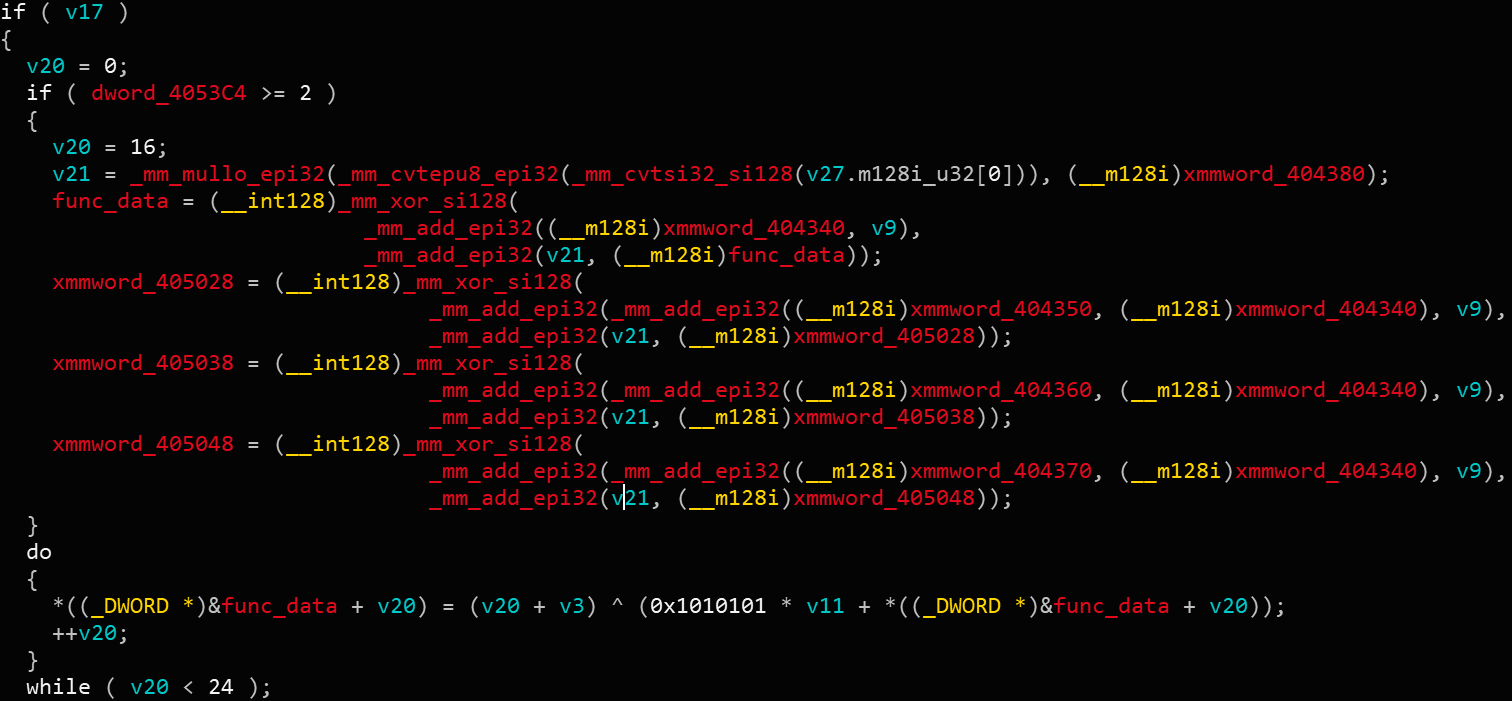 if ( v17 )
{
  v20 = 0;
  if ( dword_4053C4 >= 2 )
  {
    v20 = 16;
    v21 = _mm_mullo_epi32(_mm_cvtepu8_epi32(_mm_cvtsi32_si128(v27.m128i_u32[0])), (__m128i)xmmword_404380);
    func_data = (__int128)_mm_xor_si128(
                            _mm_add_epi32((__m128i)xmmword_404340, v9),
                            _mm_add_epi32(v21, (__m128i)func_data));
    xmmword_405028 = (__int128)_mm_xor_si128(
                                 _mm_add_epi32(_mm_add_epi32((__m128i)xmmword_404350, (__m128i)xmmword_404340), v9),
                                 _mm_add_epi32(v21, (__m128i)xmmword_405028));
    xmmword_405038 = (__int128)_mm_xor_si128(
                                 _mm_add_epi32(_mm_add_epi32((__m128i)xmmword_404360, (__m128i)xmmword_404340), v9),
                                 _mm_add_epi32(v21, (__m128i)xmmword_405038));
    xmmword_405048 = (__int128)_mm_xor_si128(
                                 _mm_add_epi32(_mm_add_epi32((__m128i)xmmword_404370, (__m128i)xmmword_404340), v9),
                                 _mm_add_epi32(v21, (__m128i)xmmword_405048));
  }
  do
  {
    *((_DWORD *)&func_data + v20) = (v20 + v3) ^ (0x1010101 * v11 + *((_DWORD *)&func_data + v20));
    ++v20;
  }
  while ( v20 < 24 );